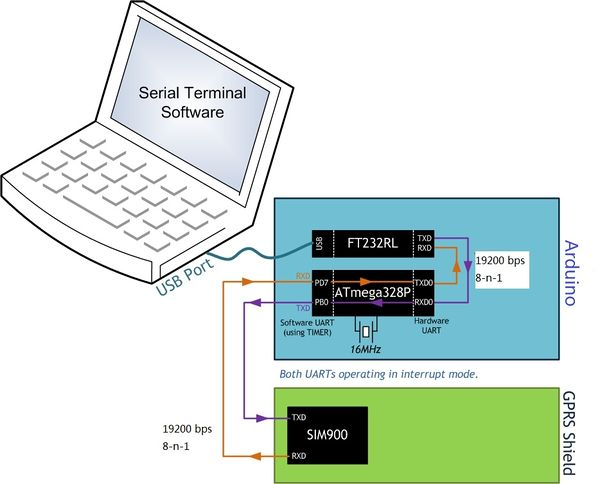 Serial Terminal
Software
USB Port
Arduino
USB
FT232RL
TXD
RXD
19200 bps
8-n-1
RXD
PD7
ATmega328P
TXD0
PB0
RXD0
TXD
Software UART
(using TIMER)
Hardware
UART
16MHz
Both UARTs operating in interrupt mode.
GPRS Shield
TXD
SIM900
RXD
19200 bps
8-n-1